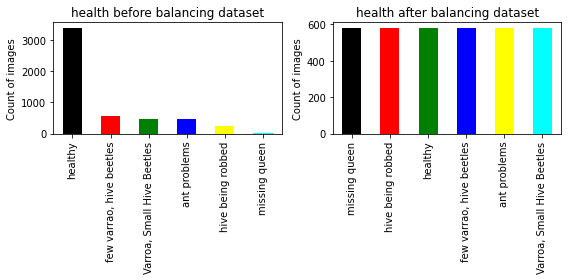 health before balancing dataset
Count of images
3000
2000
1000
0
healthy
few varrao, hive beetles
Varroa, Small Hive Beetles
ant problems
hive being robbed
missing queen
health after balancing dataset
Count of images
600
400
200
0
missing queen
hive being robbed
healthy
few varrao, hive beetles
ant problems
Varroa, Small Hive Beetles